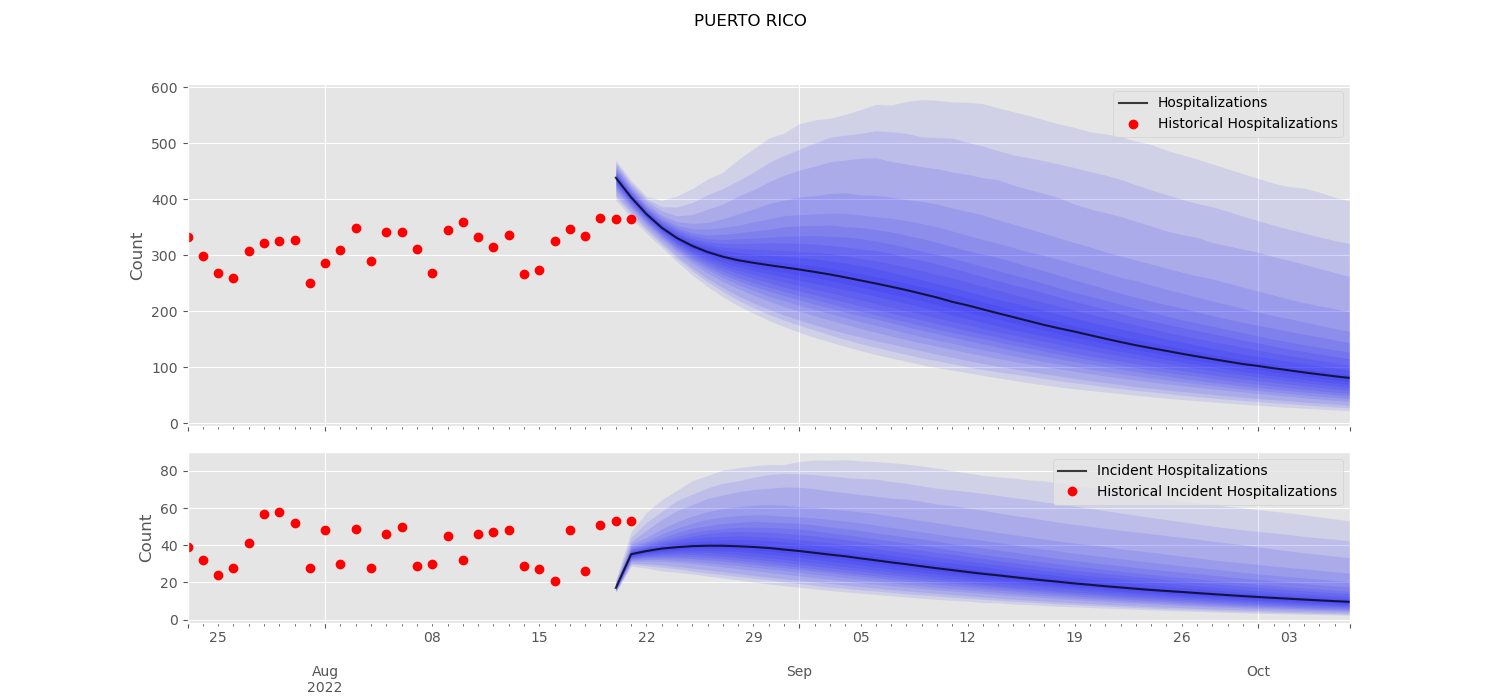 PUERTO RICO
Hospitalizations
Historical Hospitalizations
Count
600
500
400
300
200
100
0
Incident Hospitalizations
Historical Incident Hospitalizations
Count
80
60
40
20
0
25 08 15 22 29 05 12 19 26 03
Aug Sep Oct
2022